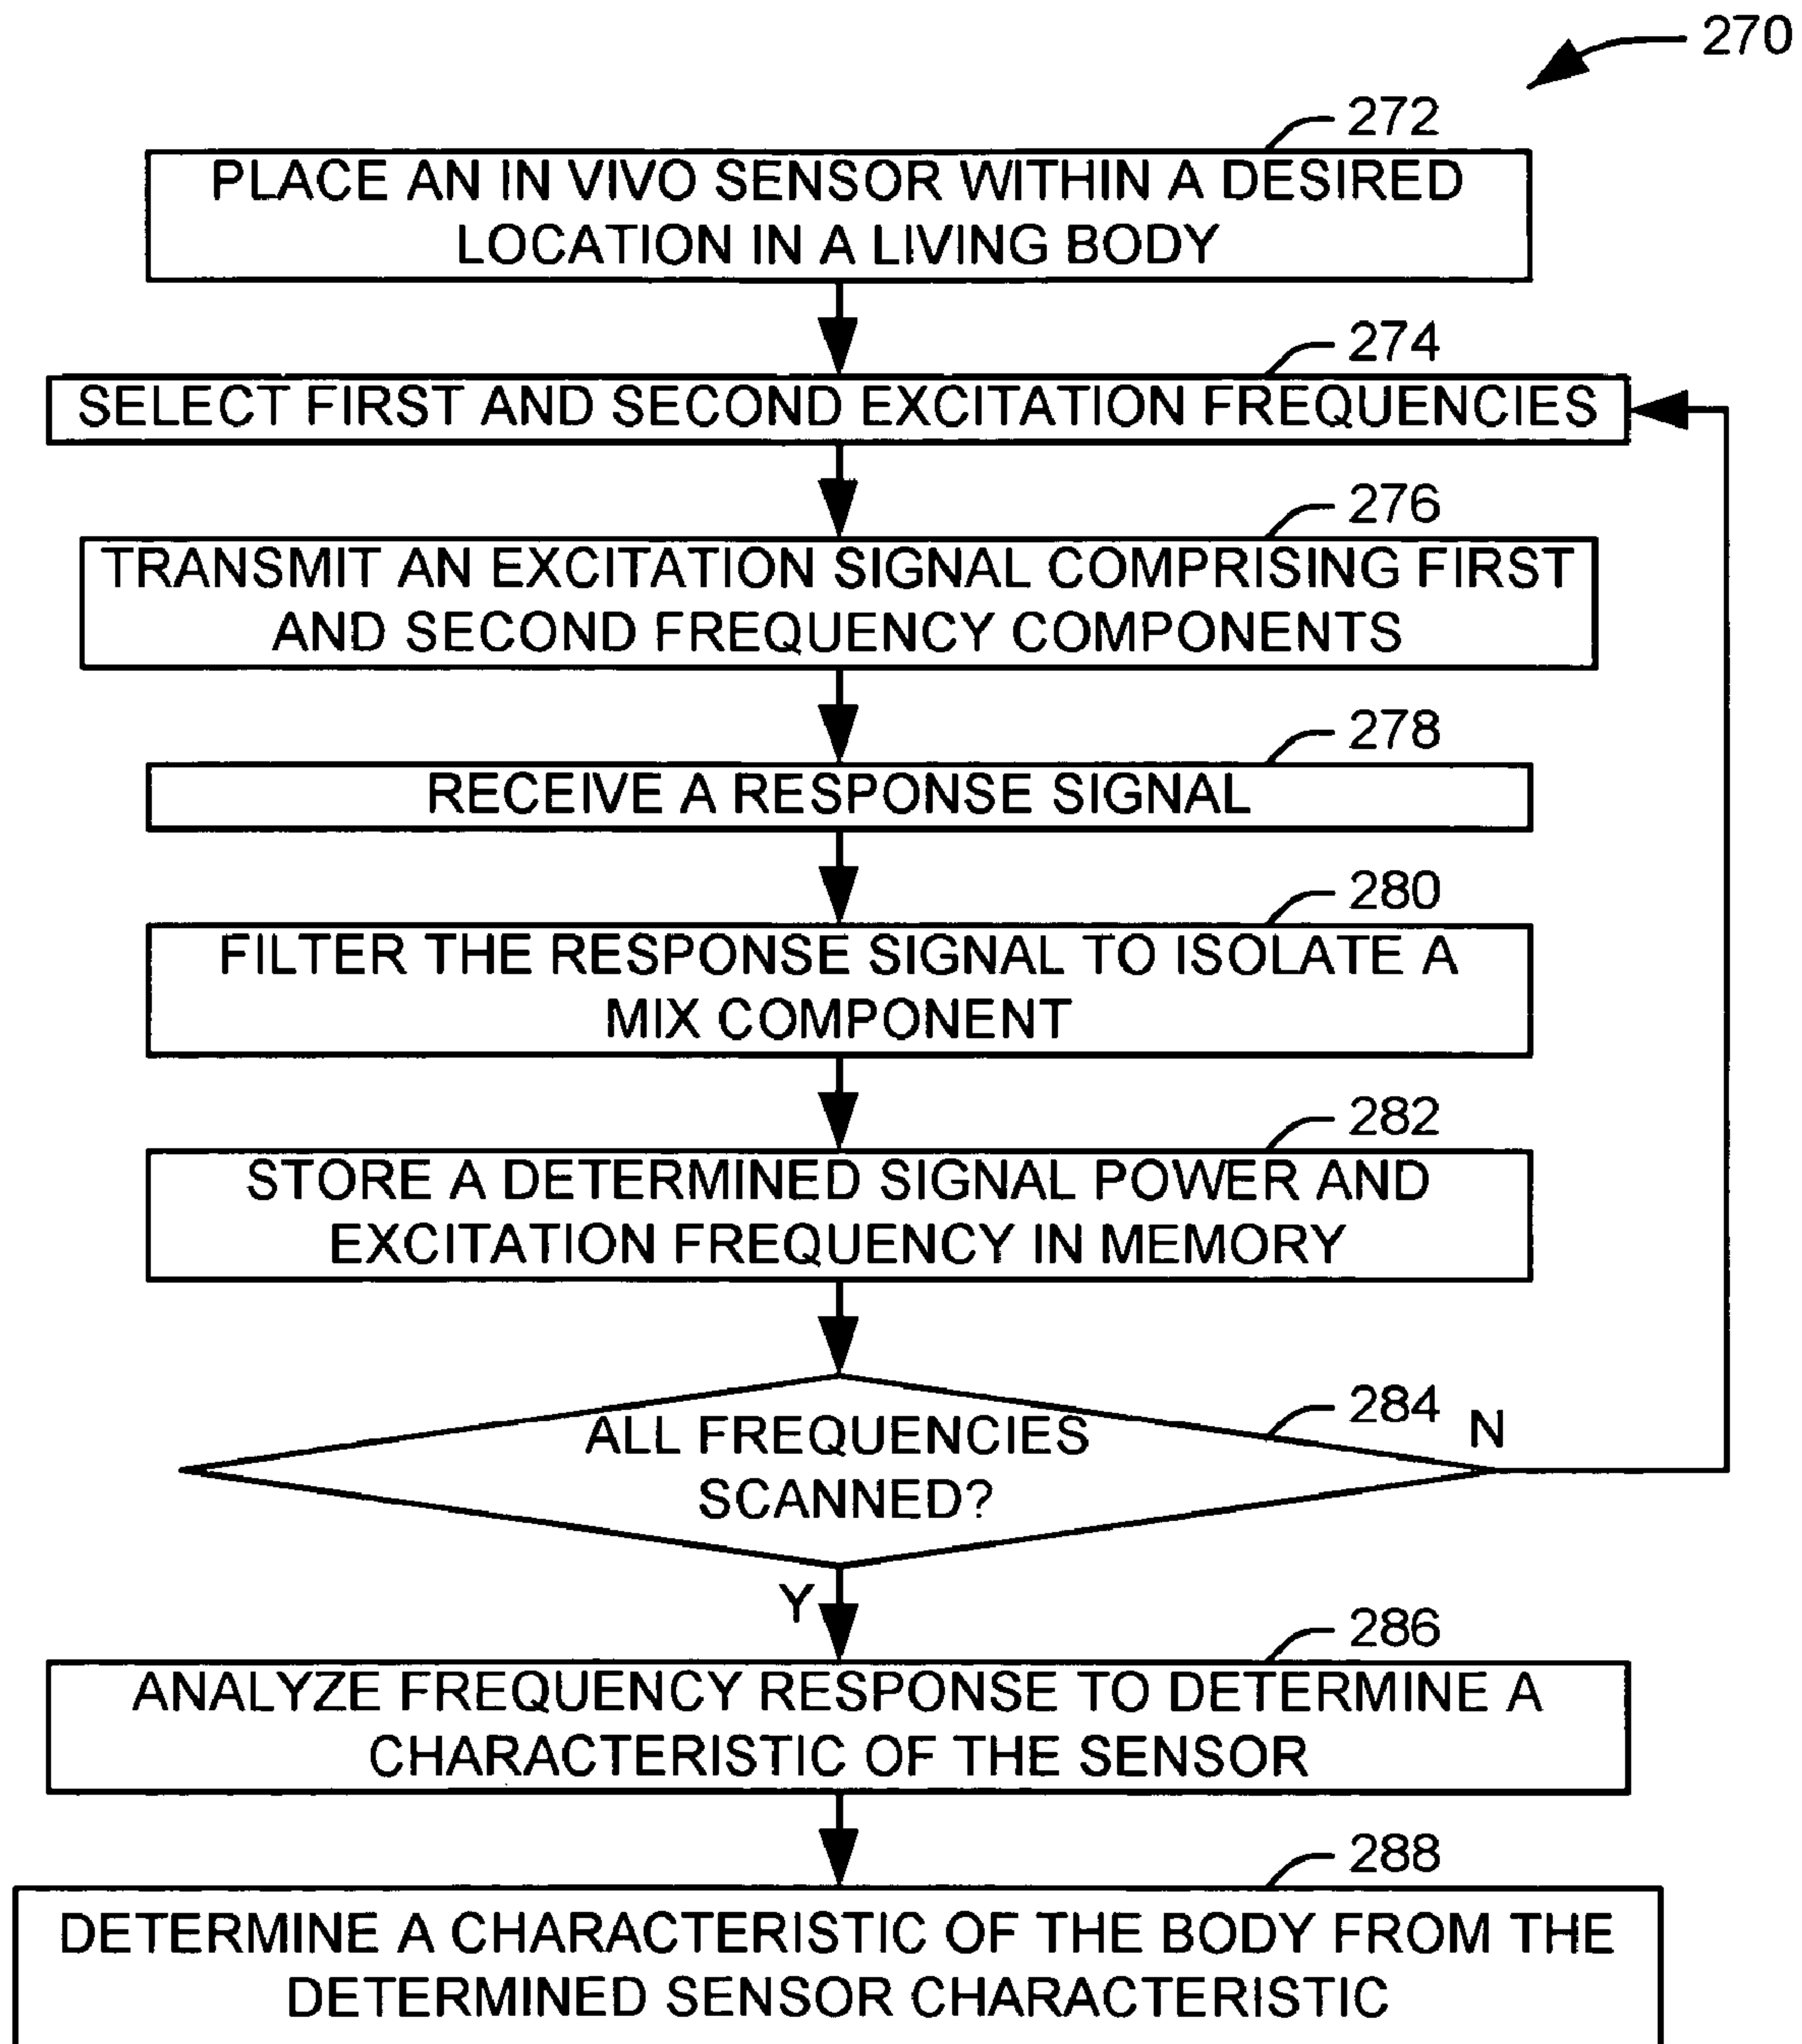 270
272
PLACE AN IN VIVO SENSOR WITHIN A DESIRED
LOCATION IN A LIVING BODY
274
SELECT FIRST AND SECOND EXCITATION FREQUENCIES
276
TRANSMIT AN EXCITATION SIGNAL COMPRISING FIRST
AND SECOND FREQUENCY COMPONENTS
278
RECEIVE A RESPONSE SIGNAL
280
FILTER THE RESPONSE SIGNAL TO ISOLATE A
MIX COMPONENT
282
STORE A DETERMINED SIGNAL POWER AND
EXCITATION FREQUENCY IN MEMORY
284
N
ALL FREQUENCIES
SCANNED?
Y
286
ANALYZE FREQUENCY RESPONSE TO DETERMINE A
CHARACTERISTIC OF THE SENSOR
288
DETERMINE A CHARACTERISTIC OF THE BODY FROM THE
DETERMINED SENSOR CHARACTERISTIC